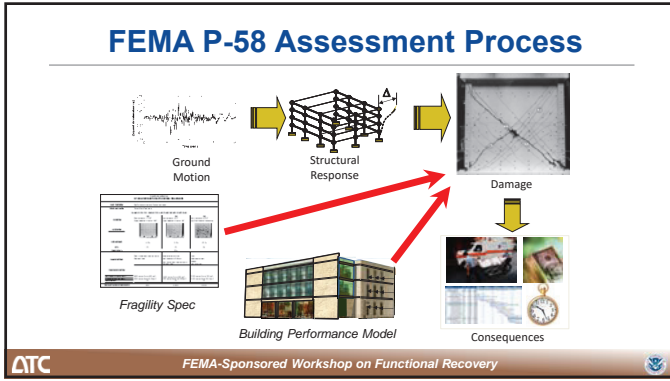 FEMA P-58 Assessment Process
Δ
Ground
Motion
Structural
Response
Damage
Fragility Spec
Building Performance Model
Consequences
ATC
FEMA-Sponsored Workshop on Functional Recovery